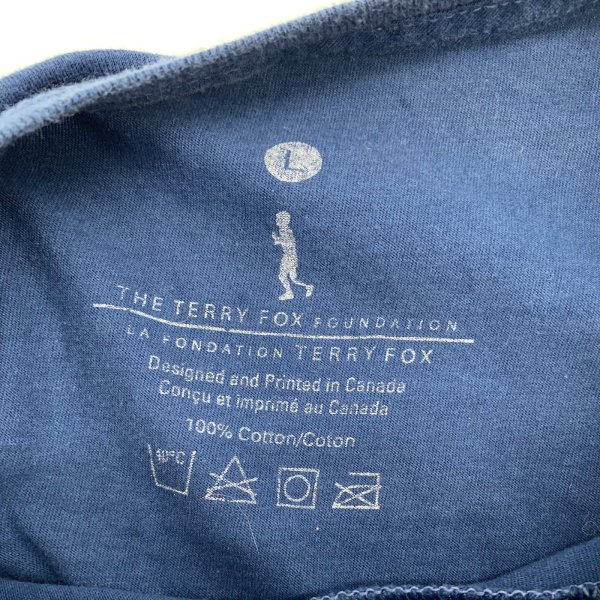 L
THE TERRY FOX FOUNDATION
LA FONDATION TERRY FOX
Designed and Printed in Canada
Conçu et imprimé au Canada
100% Cotton/Coton
40°C